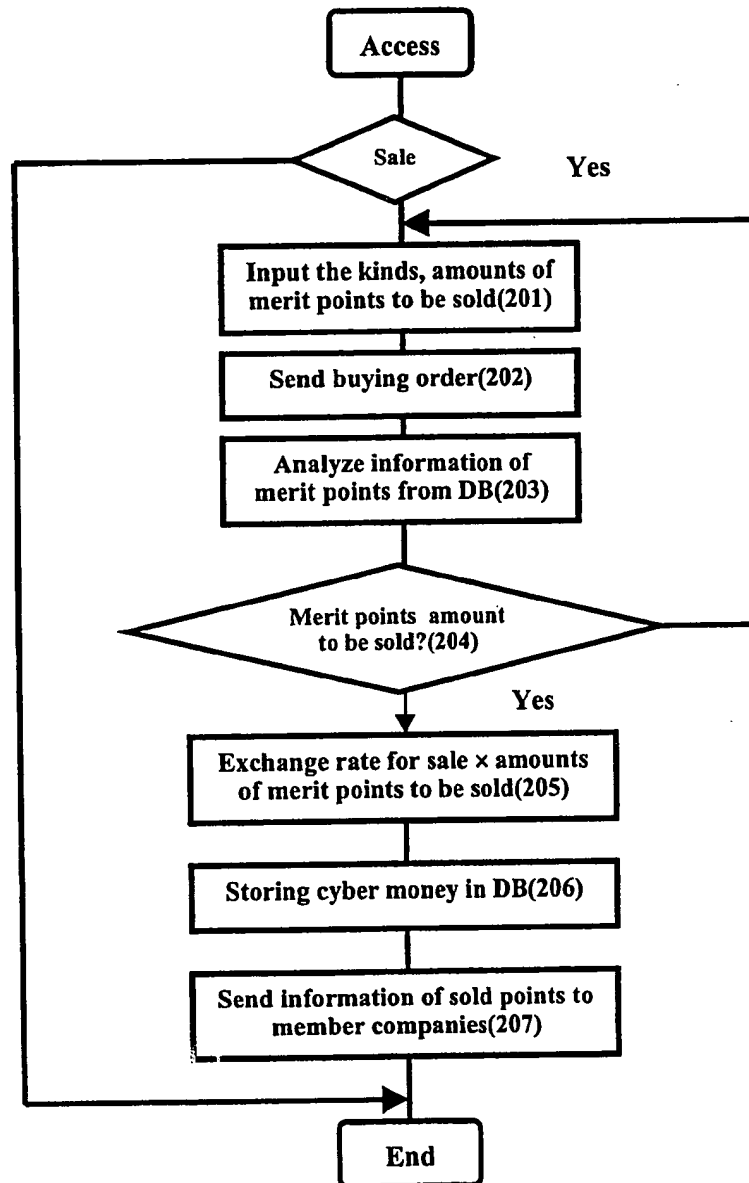 Access
Sale
Yes
Input the kinds, amounts of
merit points to be sold(201)
Send buying order(202)
Analyze information of
merit points from DB(203)
Merit points amount
to be sold?(204)
Yes
Exchange rate for sale × amounts
of merit points to be sold(205)
Storing cyber money in DB(206)
Send information of sold points to
member companies(207)
End